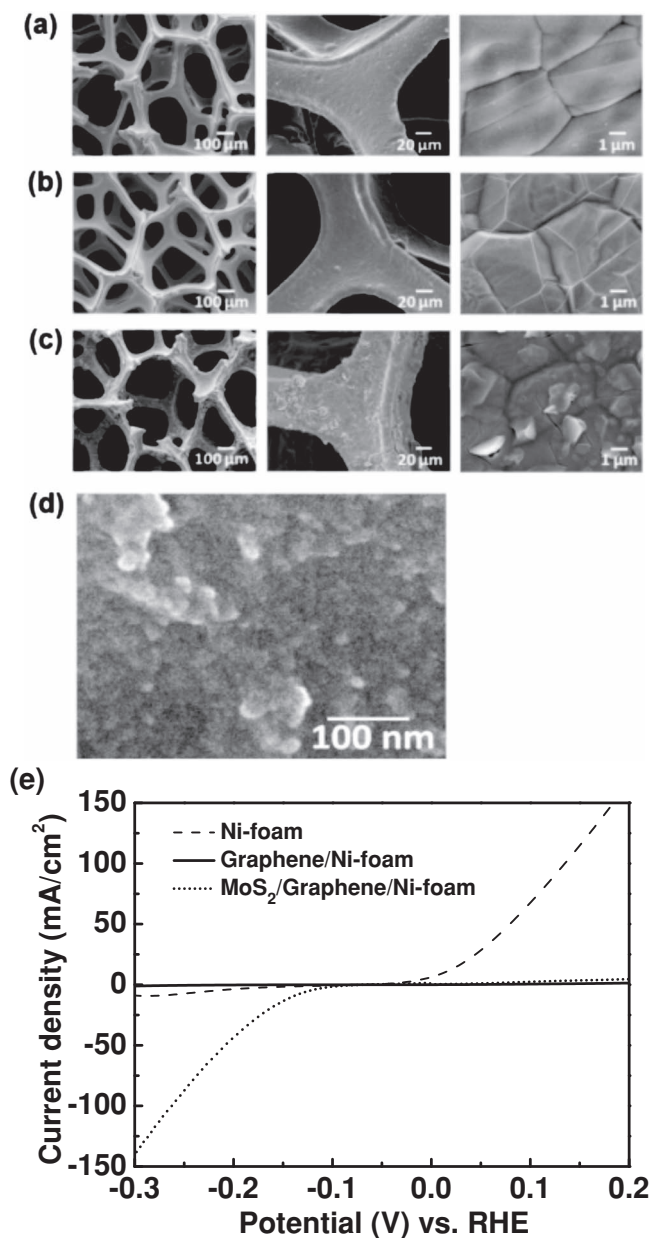 (a)
100 μm
20 μm
1 μm
(b)
100 μm
20 μm
1 μm
(c)
100 μm
20 μm
1 μm
(d)
100 nm
(e)
150
100
50
0
-50
-100
-150
Current density (mA/cm²)
Ni-foam
Graphene/Ni-foam
MoS₂/Graphene/Ni-foam
-0.3 -0.2 -0.1 0.0 0.1 0.2
Potential (V) vs. RHE